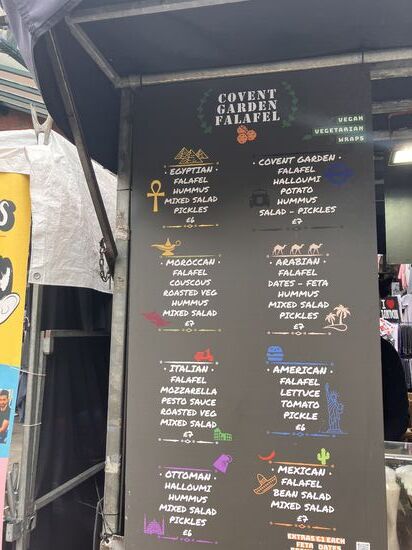 COVENT
GARDEN
FALAFEL
VEGAN
VEGETARIAN
WRAPS
· EGYPTIAN ·
FALAFEL
HUMMUS
MIXED SALAD
PICKLES
£6
· COVENT GARDEN ·
FALAFEL
HALLOUMI
POTATO
HUMMUS
SALAD - PICKLES
£7
· MOROCCAN ·
FALAFEL
COUSCOUS
ROASTED VEG
HUMMUS
MIXED SALAD
£7
· ARABIAN ·
FALAFEL
DATES - FETA
HUMMUS
MIXED SALAD
PICKLES
£7
· ITALIAN ·
FALAFEL
MOZZARELLA
PESTO SAUCE
ROASTED VEG
MIXED SALAD
£7
· AMERICAN ·
FALAFEL
LETTUCE
TOMATO
PICKLE
£6
· OTTOMAN ·
HALLOUMI
HUMMUS
MIXED SALAD
PICKLES
£6
· MEXICAN ·
FALAFEL
BEAN SALAD
MIXED SALAD
£7
EXTRAS £1 EACH
FETA DATES